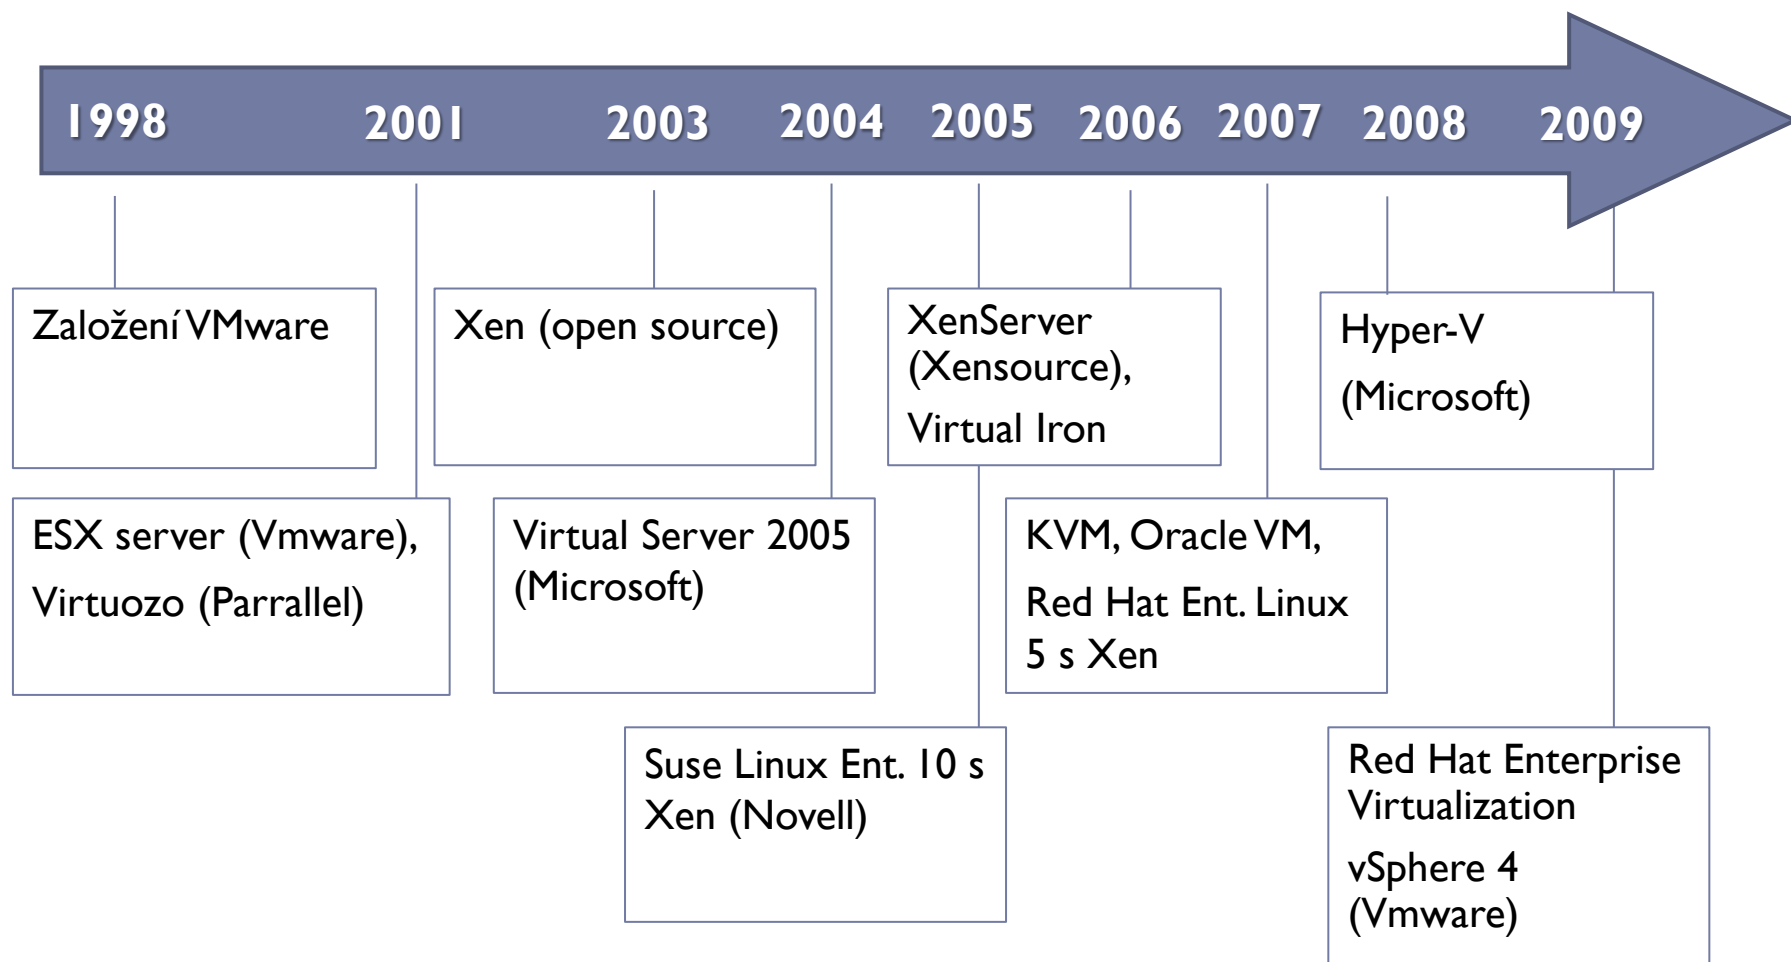 1998 2001 2003 2004 2005 2006 2007 2008 2009
Založení VMware
Xen (open source)
XenServer
(Xensource),
Virtual Iron
Hyper-V
(Microsoft)
ESX server (Vmware),
Virtuozo (Parrallel)
Virtual Server 2005
(Microsoft)
KVM, Oracle VM,
Red Hat Ent. Linux
5 s Xen
Suse Linux Ent. 10 s
Xen (Novell)
Red Hat Enterprise
Virtualization
vSphere 4
(Vmware)